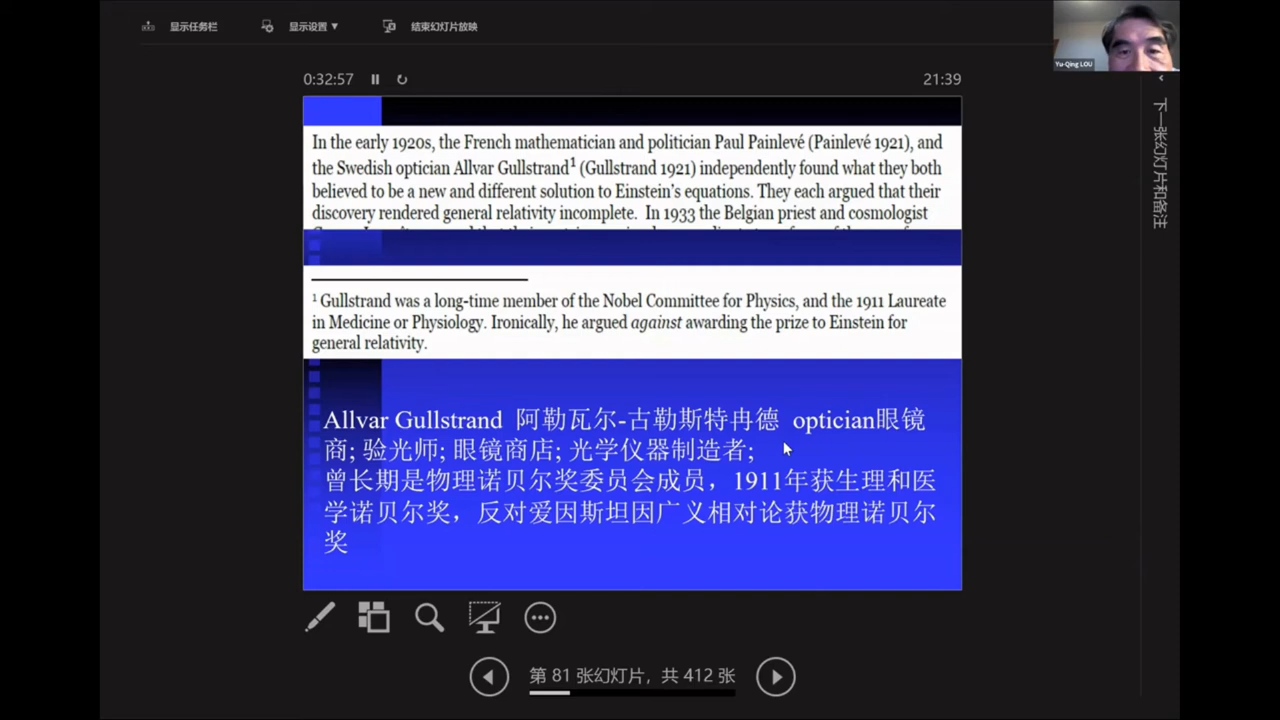 显示任务栏 显示设置 ▼ 结束幻灯片放映
Yu-Qing LOU
0:32:57 21:39
下一张幻灯片和备注
In the early 1920s, the French mathematician and politician Paul Painlevé (Painlevé 1921), and
the Swedish optician Allvar Gullstrand¹ (Gullstrand 1921) independently found what they both
believed to be a new and different solution to Einstein's equations. They each argued that their
discovery rendered general relativity incomplete. In 1933 the Belgian priest and cosmologist
¹ Gullstrand was a long-time member of the Nobel Committee for Physics, and the 1911 Laureate
in Medicine or Physiology. Ironically, he argued against awarding the prize to Einstein for
general relativity.
Allvar Gullstrand 阿勒瓦尔-古勒斯特冉德 optician眼镜
商; 验光师; 眼镜商店; 光学仪器制造者;
曾长期是物理诺贝尔奖委员会成员，1911年获生理和医
学诺贝尔奖，反对爱因斯坦因广义相对论获物理诺贝尔
奖
第 81 张幻灯片，共 412 张